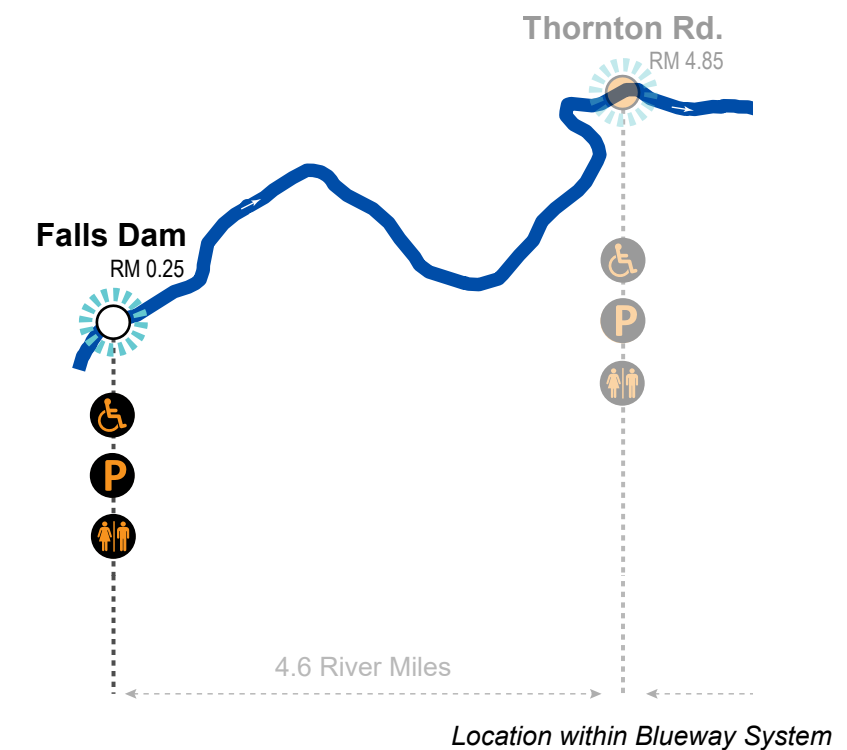 Thornton Rd.
RM 4.85
Falls Dam
RM 0.25
P
P
4.6 River Miles
Location within Blueway System